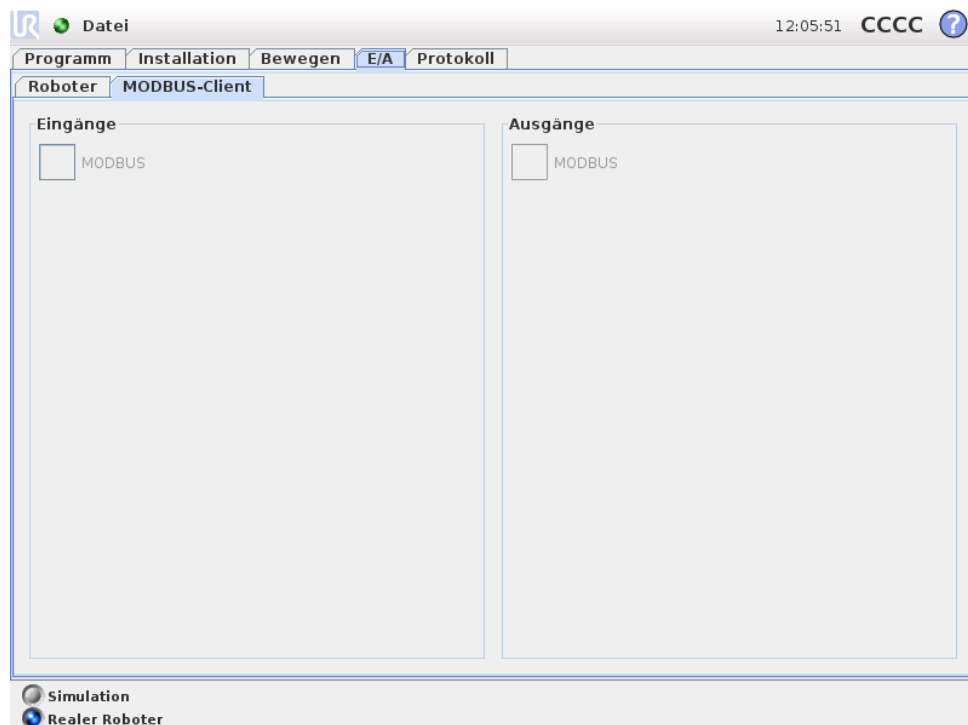 UR Datei 12:05:51 CCCC ?
Programm Installation Bewegen E/A Protokoll
Roboter MODBUS-Client
Eingänge
MODBUS
Ausgänge
MODBUS
Simulation
Realer Roboter